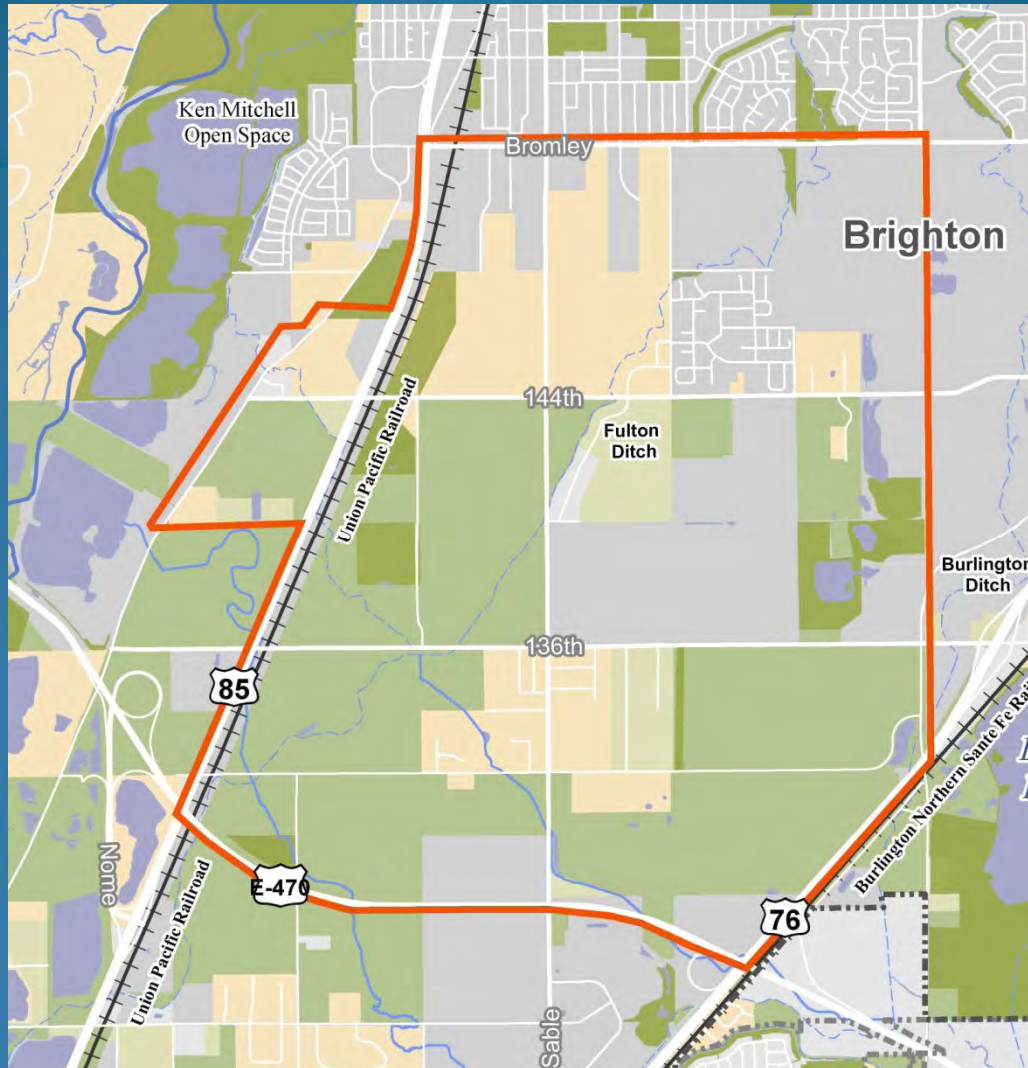 Ken Mitchell
Open Space
Bromley
Brighton
Union Pacific Railroad
144th
Fulton
Ditch
Burlington
Ditch
136th
85
Burlington Northern Sante Fe Rai
Nome
E-470
76
Union Pacific Railroad
Sable